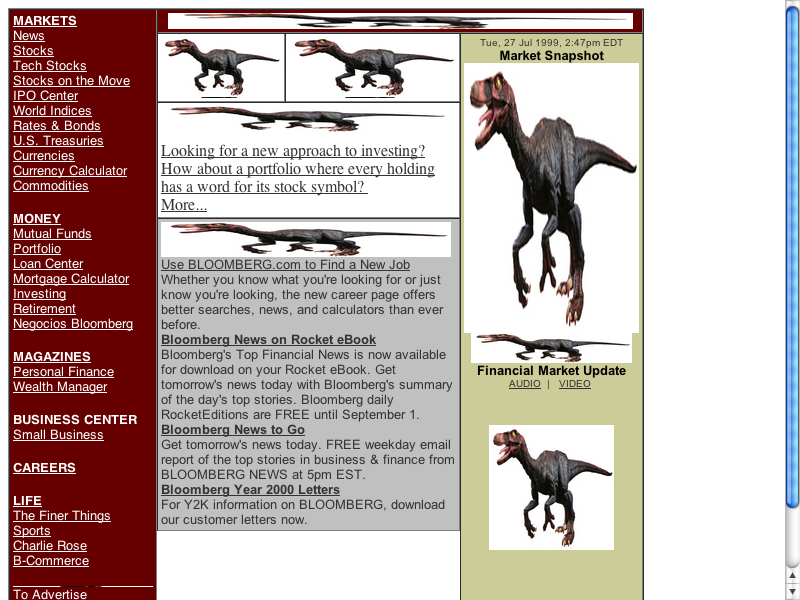 MARKETS
News
Stocks
Tech Stocks
Stocks on the Move
IPO Center
World Indices
Rates & Bonds
U.S. Treasuries
Currencies
Currency Calculator
Commodities
MONEY
Mutual Funds
Portfolio
Loan Center
Mortgage Calculator
Investing
Retirement
Negocios Bloomberg
MAGAZINES
Personal Finance
Wealth Manager
BUSINESS CENTER
Small Business
CAREERS
LIFE
The Finer Things
Sports
Charlie Rose
B-Commerce
To Advertise
Looking for a new approach to investing?
How about a portfolio where every holding
has a word for its stock symbol?
More...
Use BLOOMBERG.com to Find a New Job
Whether you know what you're looking for or just
know you're looking, the new career page offers
better searches, news, and calculators than ever
before.
Bloomberg News on Rocket eBook
Bloomberg's Top Financial News is now available
for download on your Rocket eBook. Get
tomorrow's news today with Bloomberg's summary
of the day's top stories. Bloomberg daily
RocketEditions are FREE until September 1.
Bloomberg News to Go
Get tomorrow's news today. FREE weekday email
report of the top stories in business & finance from
BLOOMBERG NEWS at 5pm EST.
Bloomberg Year 2000 Letters
For Y2K information on BLOOMBERG, download
our customer letters now.
Tue, 27 Jul 1999, 2:47pm EDT
Market Snapshot
Financial Market Update
AUDIO | VIDEO